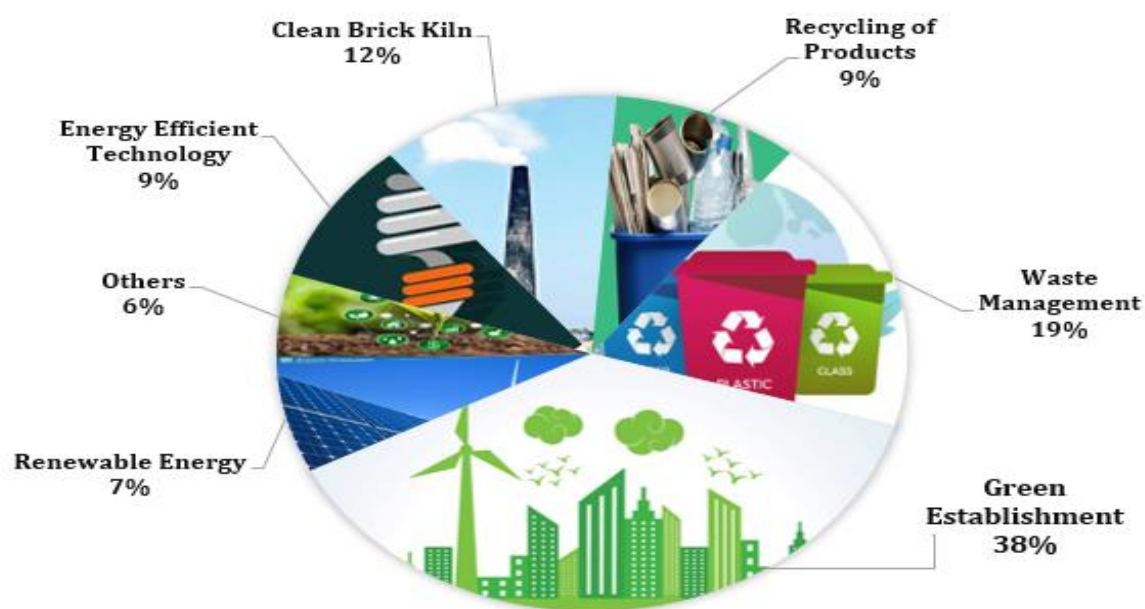 Clean Brick Kiln
12%
Recycling of
Products
9%
Energy Efficient
Technology
9%
Others
6%
Waste
Management
19%
PLASTIC
GLASS
Renewable Energy
7%
Green
Establishment
38%